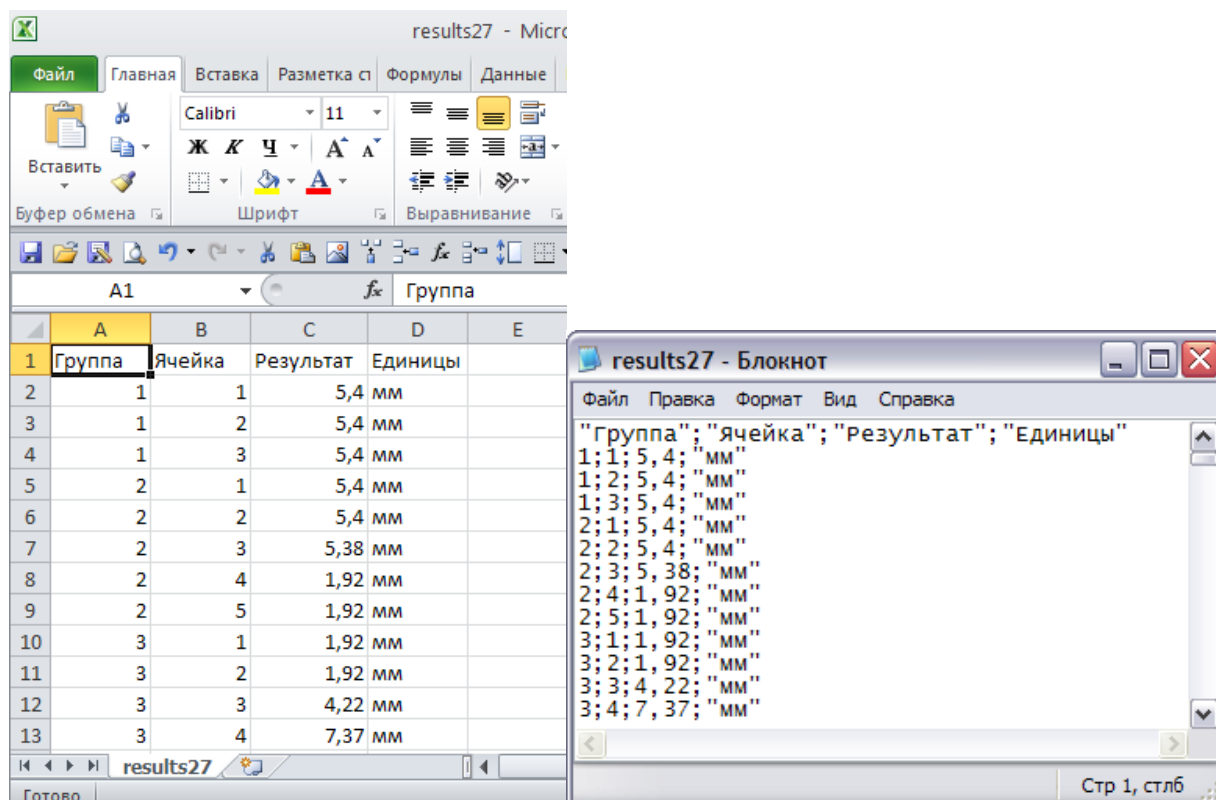 results27 - Micro
Файл Главная Вставка Разметка ст Формулы Данные
Calibri 11
Вставить Ж К Ч A A
А
Буфер обмена Шрифт Выравнивание
A1 fx Группа
A B C D E
1 Группа Ячейка Результат Единицы
2 1 1 5,4 мм
3 1 2 5,4 мм
4 1 3 5,4 мм
5 2 1 5,4 мм
6 2 2 5,4 мм
7 2 3 5,38 мм
8 2 4 1,92 мм
9 2 5 1,92 мм
10 3 1 1,92 мм
11 3 2 1,92 мм
12 3 3 4,22 мм
13 3 4 7,37 мм
results27
Готово
results27 - Блокнот
Файл Правка Формат Вид Справка
"Группа";"Ячейка";"Результат";"Единицы"
1;1;5,4;"мм"
1;2;5,4;"мм"
1;3;5,4;"мм"
2;1;5,4;"мм"
2;2;5,4;"мм"
2;3;5,38;"мм"
2;4;1,92;"мм"
2;5;1,92;"мм"
3;1;1,92;"мм"
3;2;1,92;"мм"
3;3;4,22;"мм"
3;4;7,37;"мм"
Стр 1, стлб